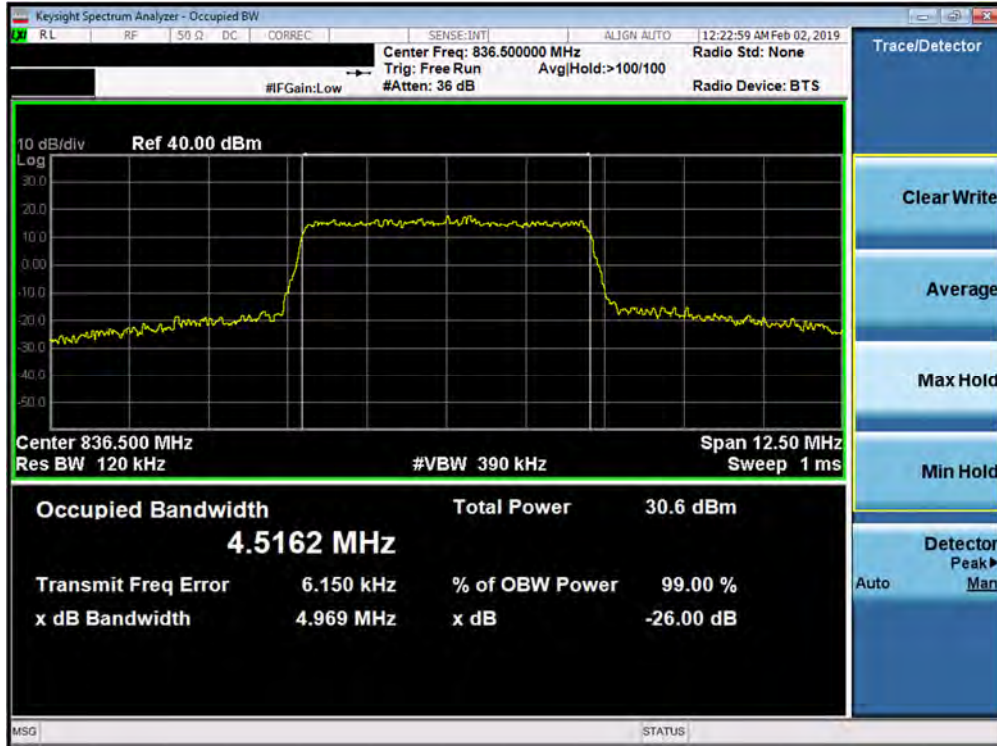 Keysight Spectrum Analyzer - Occupied BW
LXI RL RF 50 Ω DC CORREC SENSE:INT ALIGN AUTO 12:22:59 AM Feb 02, 2019
Center Freq: 836.500000 MHz Radio Std: None
Trig: Free Run Avg|Hold:>100/100
#IFGain:Low #Atten: 36 dB Radio Device: BTS
10 dB/div Ref 40.00 dBm
Log
30.0
20.0
10.0
0.00
-10.0
-20.0
-30.0
-40.0
-50.0
Center 836.500 MHz Span 12.50 MHz
Res BW 120 kHz #VBW 390 kHz Sweep 1 ms
Occupied Bandwidth Total Power 30.6 dBm
4.5162 MHz
Transmit Freq Error 6.150 kHz % of OBW Power 99.00 %
x dB Bandwidth 4.969 MHz x dB -26.00 dB
MSG STATUS
Trace/Detector
Clear Write
Average
Max Hold
Min Hold
Detector
Peak▶
Auto Man